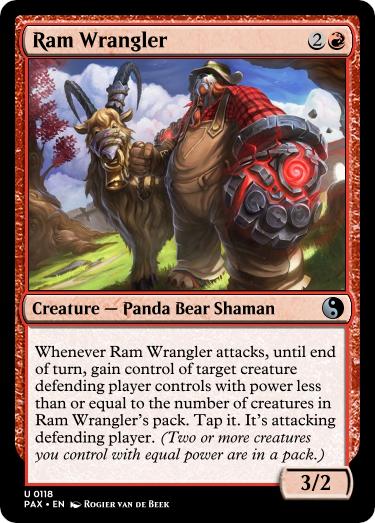 Ram Wrangler 2
Creature — Panda Bear Shaman
Whenever Ram Wrangler attacks, until end
of turn, gain control of target creature
defending player controls with power less
than or equal to the number of creatures in
Ram Wrangler's pack. Tap it. It's attacking
defending player. (Two or more creatures
you control with equal power are in a pack.)
3/2
U 0118
PAX • EN Rogier van de Beek